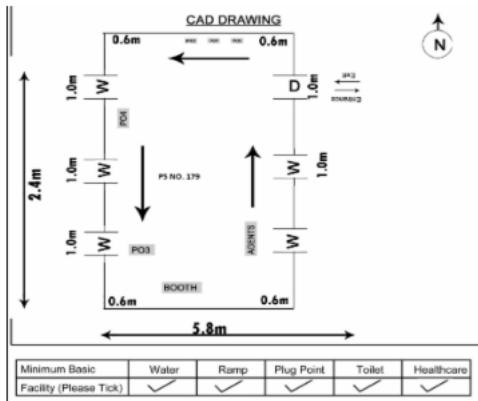 CAD DRAWING
N
0.6m
0.6m
1.0m
W
D
1.0m
Exit
Entrance
PO4
1.0m
W
PS NO. 179
W
1.0m
2.4m
1.0m
W
PO3
AGENTS
W
BOOTH
0.6m
0.6m
5.8m
Minimum Basic Water Ramp Plug Point Toilet Healthcare
Facility (Please Tick)